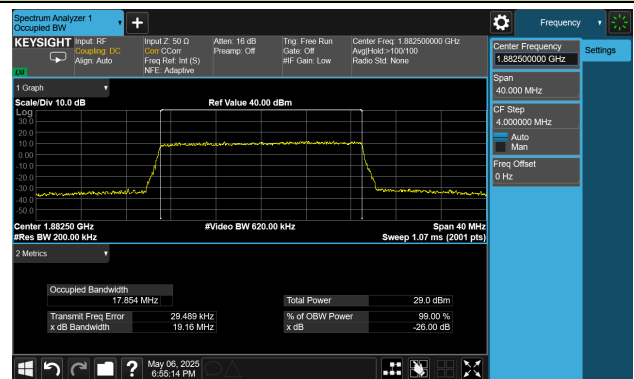 Spectrum Analyzer 1
Occupied BW
Frequency
KEYSIGHT
Input: RF
Coupling: DC
Align: Auto
Input Z: 50 Ω
Corr CCorr
Freq Ref: Int (S)
NFE: Adaptive
Atten: 16 dB
Preamp: Off
Trig: Free Run
Gate: Off
#IF Gain: Low
Center Freq: 1.882500000 GHz
Avg|Hold:>100/100
Radio Std: None
LXI
1 Graph
Scale/Div 10.0 dB
Ref Value 40.00 dBm
Log
30.0
20.0
10.0
0.00
-10.0
-20.0
-30.0
-40.0
-50.0
Center 1.88250 GHz
#Video BW 620.00 kHz
Span 40 MHz
#Res BW 200.00 kHz
Sweep 1.07 ms (2001 pts)
2 Metrics
Occupied Bandwidth
17.854 MHz
Total Power 29.0 dBm
Transmit Freq Error 29.489 kHz
% of OBW Power 99.00 %
x dB Bandwidth 19.16 MHz
x dB -26.00 dB
Center Frequency
1.882500000 GHz
Settings
Span
40.000 MHz
CF Step
4.000000 MHz
Auto
Man
Freq Offset
0 Hz
May 06, 2025
6:55:14 PM